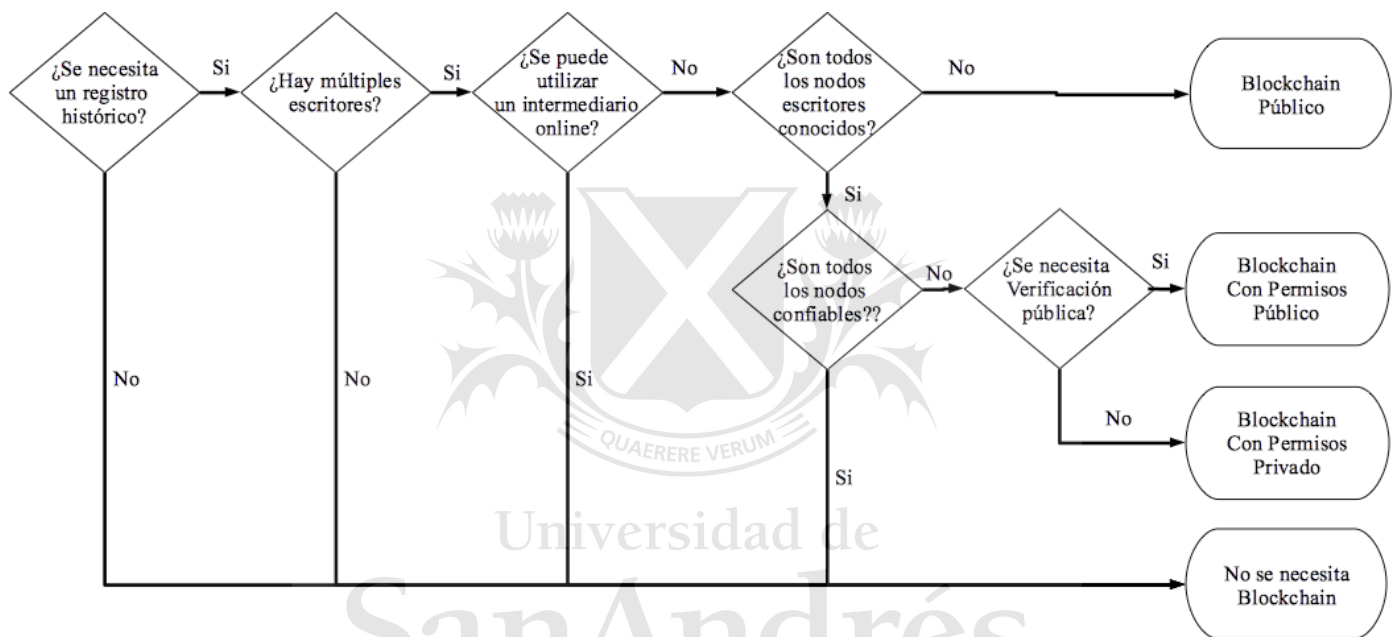 ¿Se necesita
un registro
histórico?
Si
¿Hay múltiples
escritores?
Si
¿Se puede
utilizar
un intermediario
online?
No
¿Son todos
los nodos
escritores
conocidos?
No
Blockchain
Público
Si
¿Son todos
los nodos
confiables??
No
¿Se necesita
Verificación
pública?
Si
Blockchain
Con Permisos
Público
No
No
Si
No
Blockchain
Con Permisos
Privado
QUAERERE VERUM
Si
Universidad de
SanAndrés
No se necesita
Blockchain